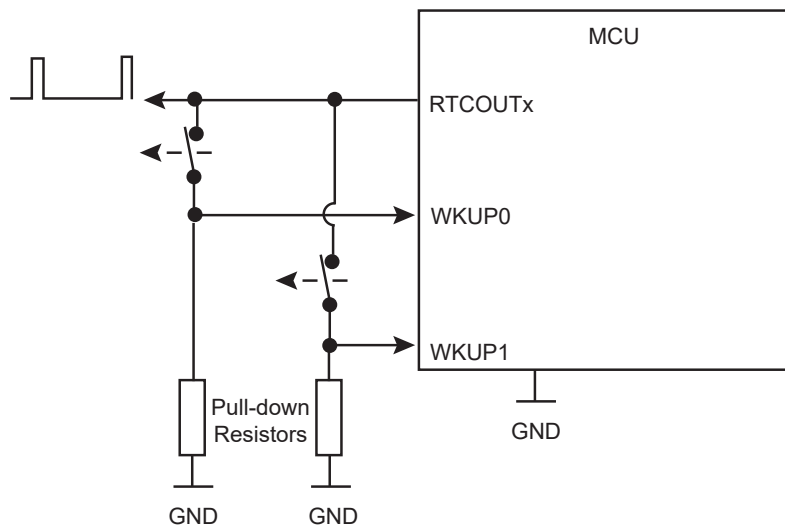 MCU
RTCOUTx
WKUP0
WKUP1
Pull-down
Resistors
GND
GND
GND